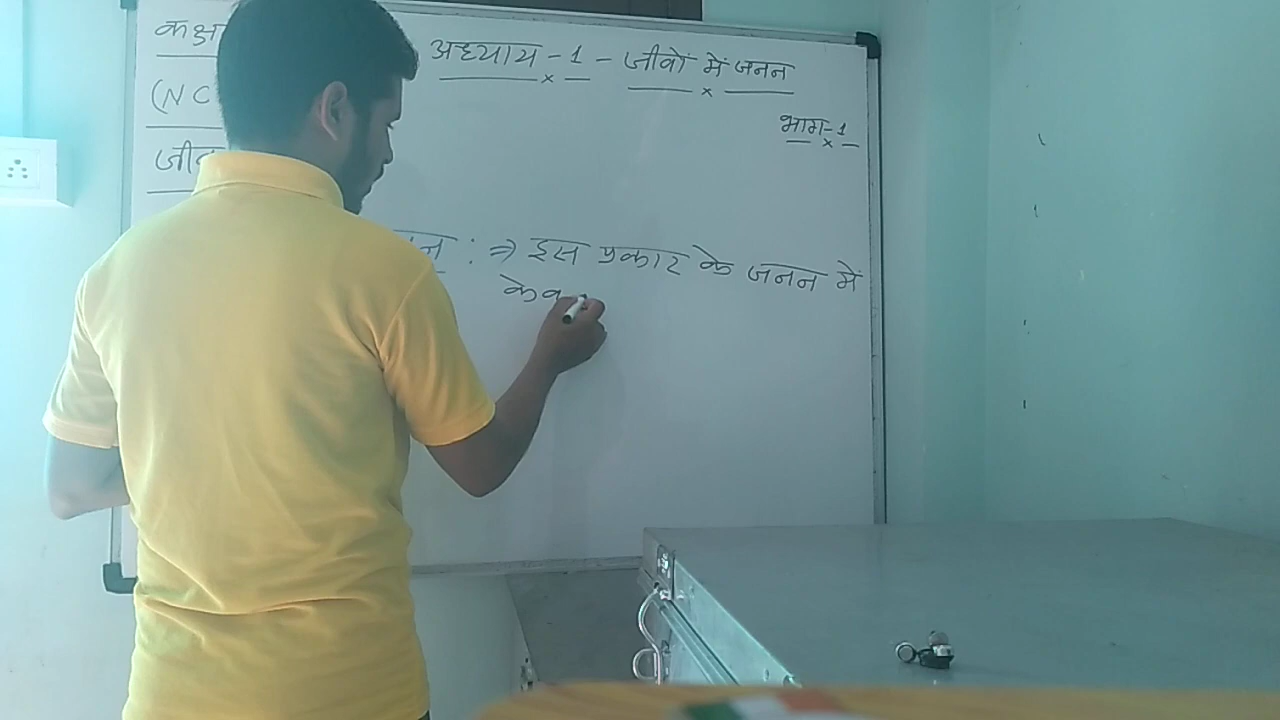 कक्षा
अध्याय-1 - जीवों में जनन
(NC
भाग-1
जीव
: ⇒ इस प्रकार के जनन में
केव